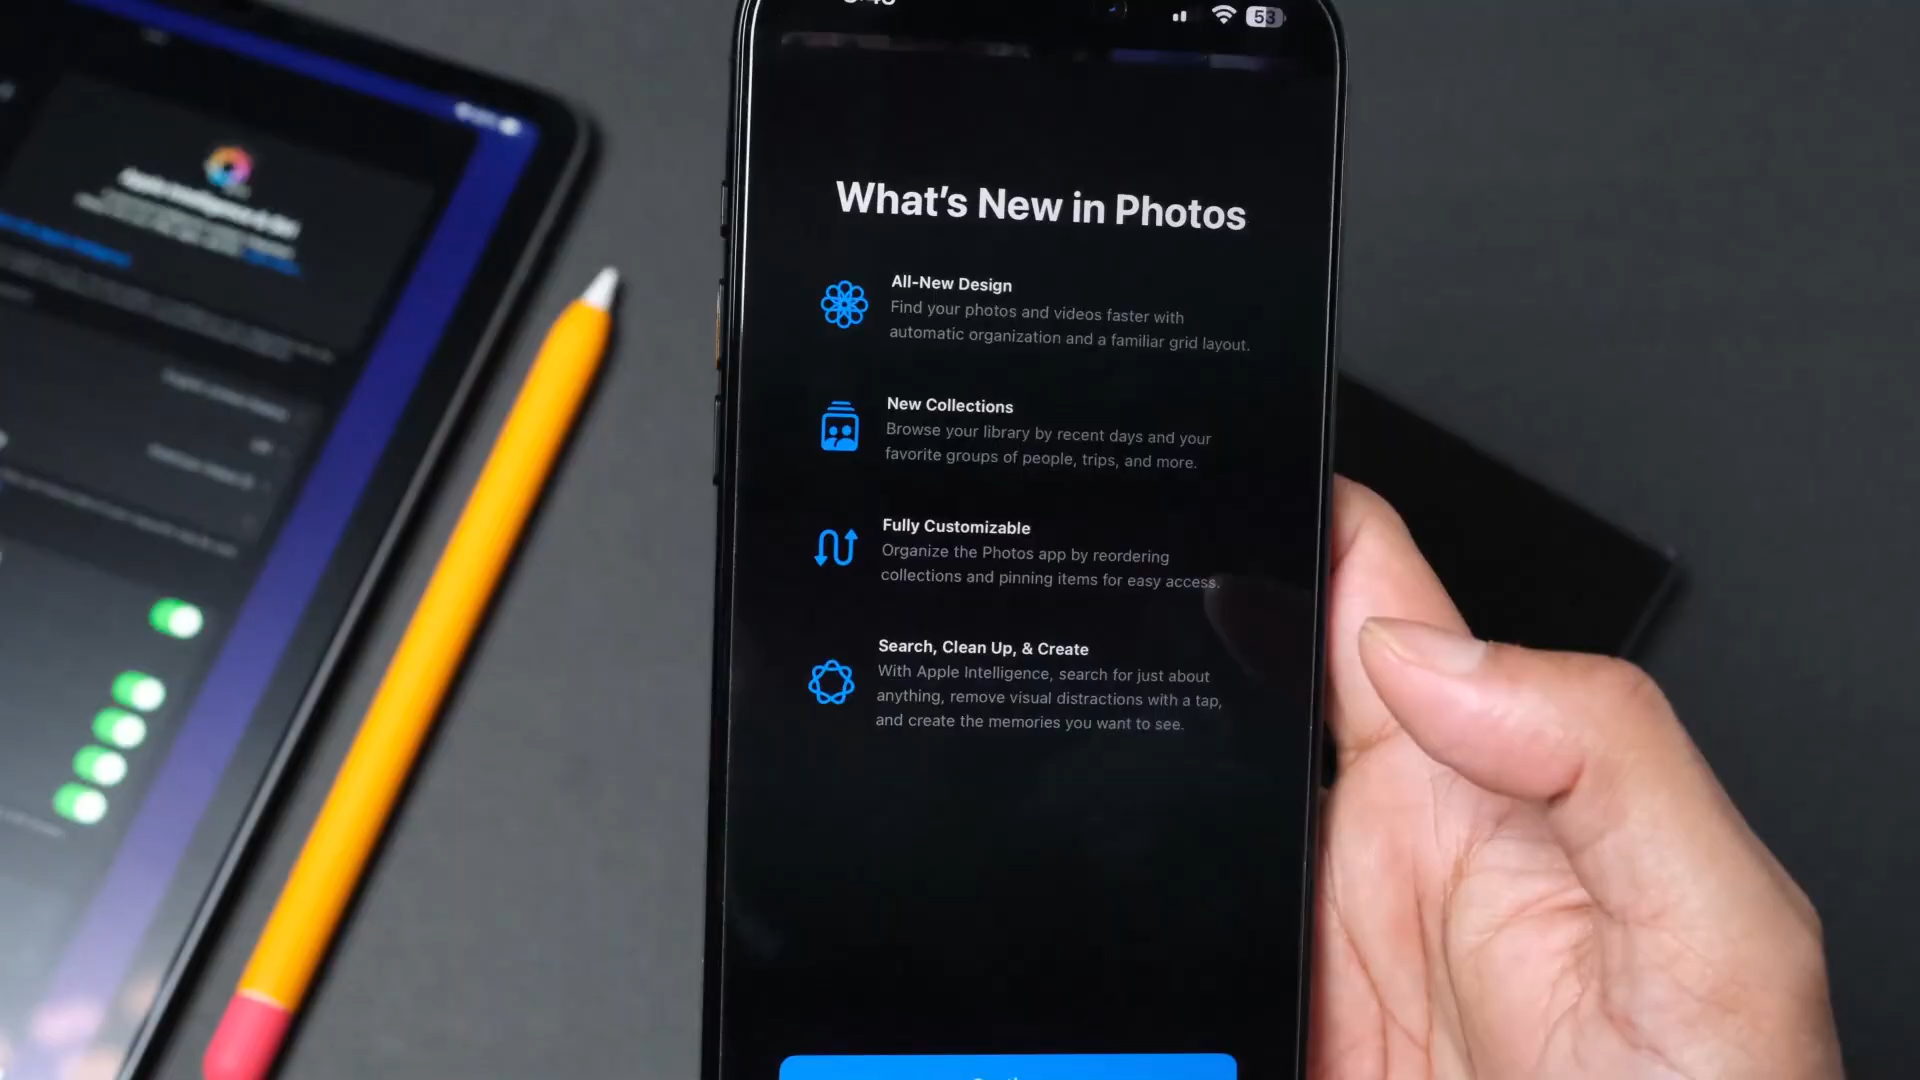 53
What's New in Photos
All-New Design
Find your photos and videos faster with
automatic organization and a familiar grid layout.
New Collections
Browse your library by recent days and your
favorite groups of people, trips, and more.
Fully Customizable
Organize the Photos app by reordering
collections and pinning items for easy access.
Search, Clean Up, & Create
With Apple Intelligence, search for just about
anything, remove visual distractions with a tap,
and create the memories you want to see.